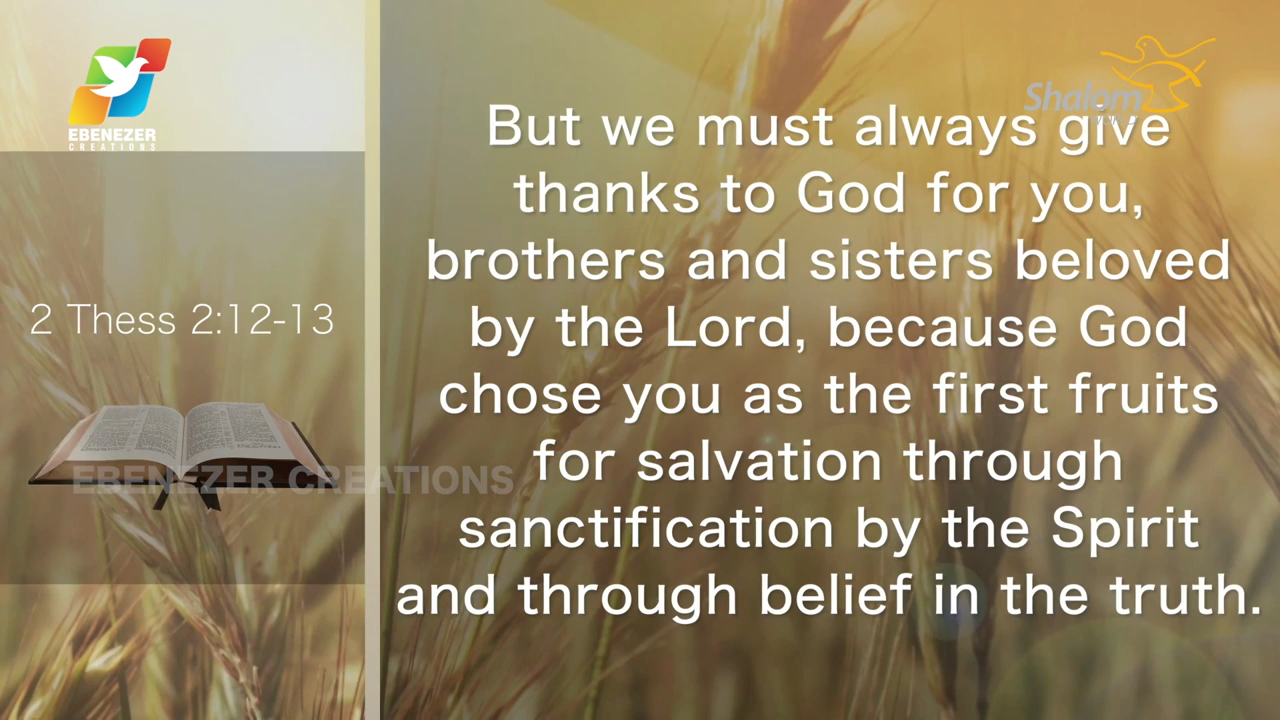 EBENEZER
CREATIONS
Shalom
WORLD
2 Thess 2:12-13
But we must always give
thanks to God for you,
brothers and sisters beloved
by the Lord, because God
chose you as the first fruits
for salvation through
sanctification by the Spirit
and through belief in the truth.
EBENEZER CREATIONS